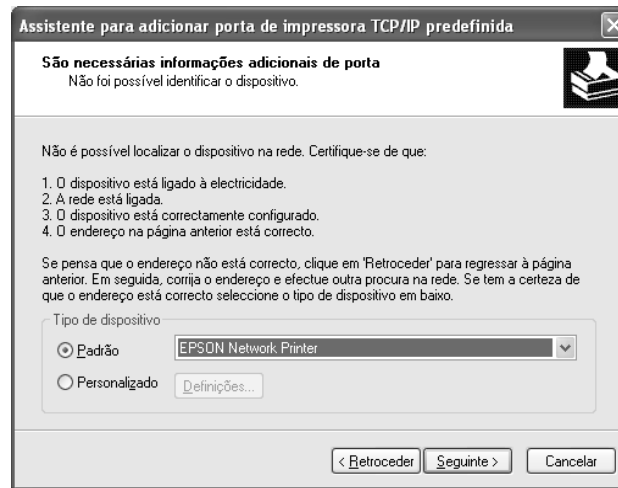 Assistente para adicionar porta de impressora TCP/IP predefinida
São necessárias informações adicionais de porta
Não foi possível identificar o dispositivo.
Não é possível localizar o dispositivo na rede. Certifique-se de que:
1. O dispositivo está ligado à electricidade.
2. A rede está ligada.
3. O dispositivo está correctamente configurado.
4. O endereço na página anterior está correcto.
Se pensa que o endereço não está correcto, clique em 'Retroceder' para regressar à página
anterior. Em seguida, corrija o endereço e efectue outra procura na rede. Se tem a certeza de
que o endereço está correcto seleccione o tipo de dispositivo em baixo.
Tipo de dispositivo
Padrão
EPSON Network Printer
Personalizado
Definições...
< Retroceder
Seguinte >
Cancelar